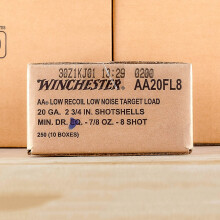 30Z1KJ01 13:29 0200
WINCHESTER® AA20FL8
AA® LOW RECOIL LOW NOISE TARGET LOAD
20 GA. 2 3/4 IN. SHOTSHELLS
MIN. DR. EQ. - 7/8 OZ. - 8 SHOT
250 (10 BOXES)